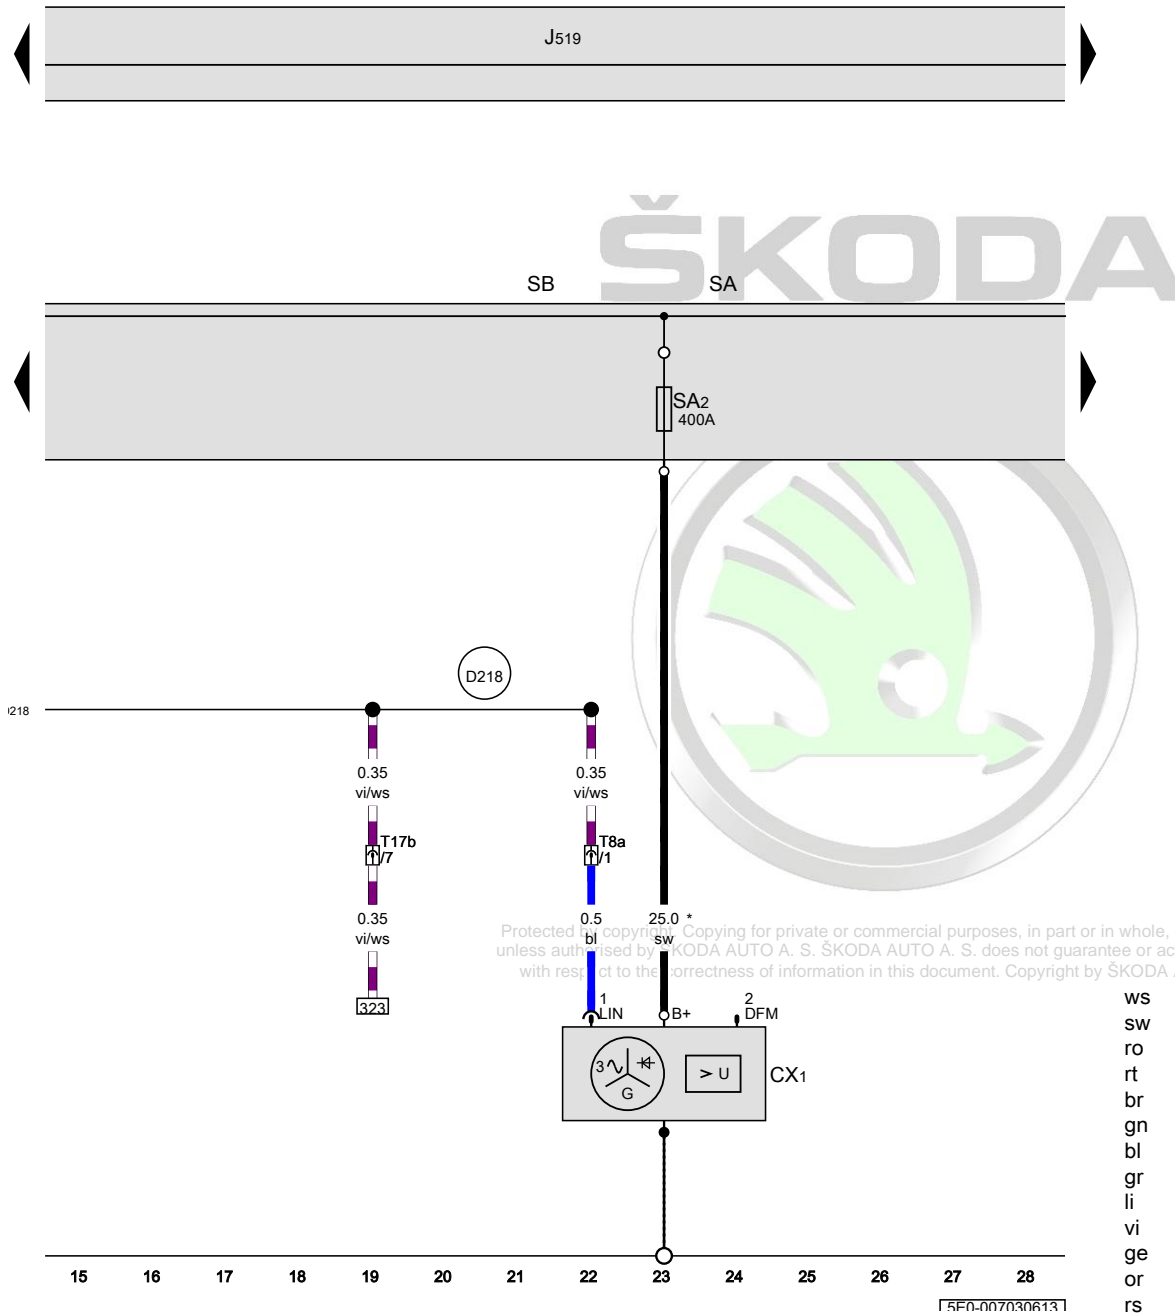 J519
ŠKODA
SB
SA
SA2
400A
D218
D218
0.35
vi/ws
0.35
vi/ws
T17b
/7
T8a
/1
0.35
vi/ws
0.5
bl
25.0 *
sw
Protected by copyright. Copying for private or commercial purposes, in part or in whole,
unless authorised by ŠKODA AUTO A. S. ŠKODA AUTO A. S. does not guarantee or ac
with respect to the correctness of information in this document. Copyright by ŠKODA
323
1
LIN
B+
2
DFM
3
G
> U
CX1
ws
sw
ro
rt
br
gn
bl
gr
li
vi
ge
or
rs
15 16 17 18 19 20 21 22 23 24 25 26 27 28
5E0-007030613